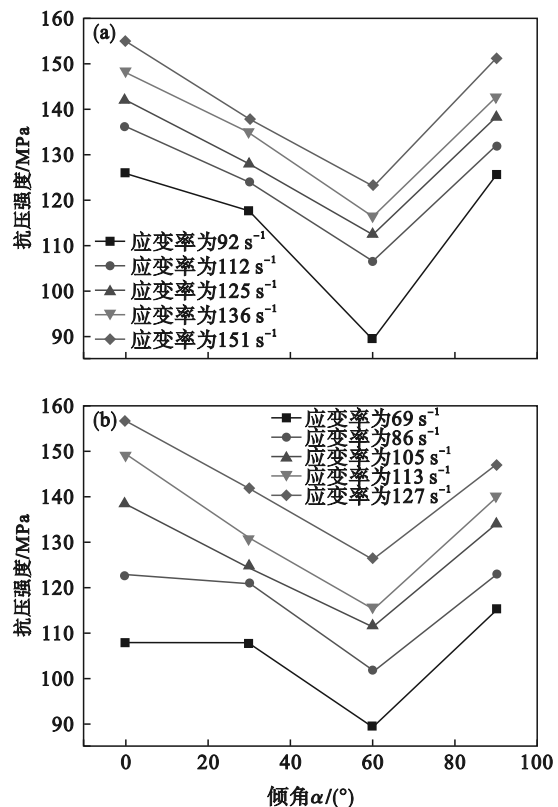 160
(a)
150
140
130
120
110
100
90
抗压强度/MPa
应变率为92 s⁻¹
应变率为112 s⁻¹
应变率为125 s⁻¹
应变率为136 s⁻¹
应变率为151 s⁻¹
160
(b)
150
140
130
120
110
100
90
抗压强度/MPa
应变率为69 s⁻¹
应变率为86 s⁻¹
应变率为105 s⁻¹
应变率为113 s⁻¹
应变率为127 s⁻¹
0 20 40 60 80 100
倾角α/(°)